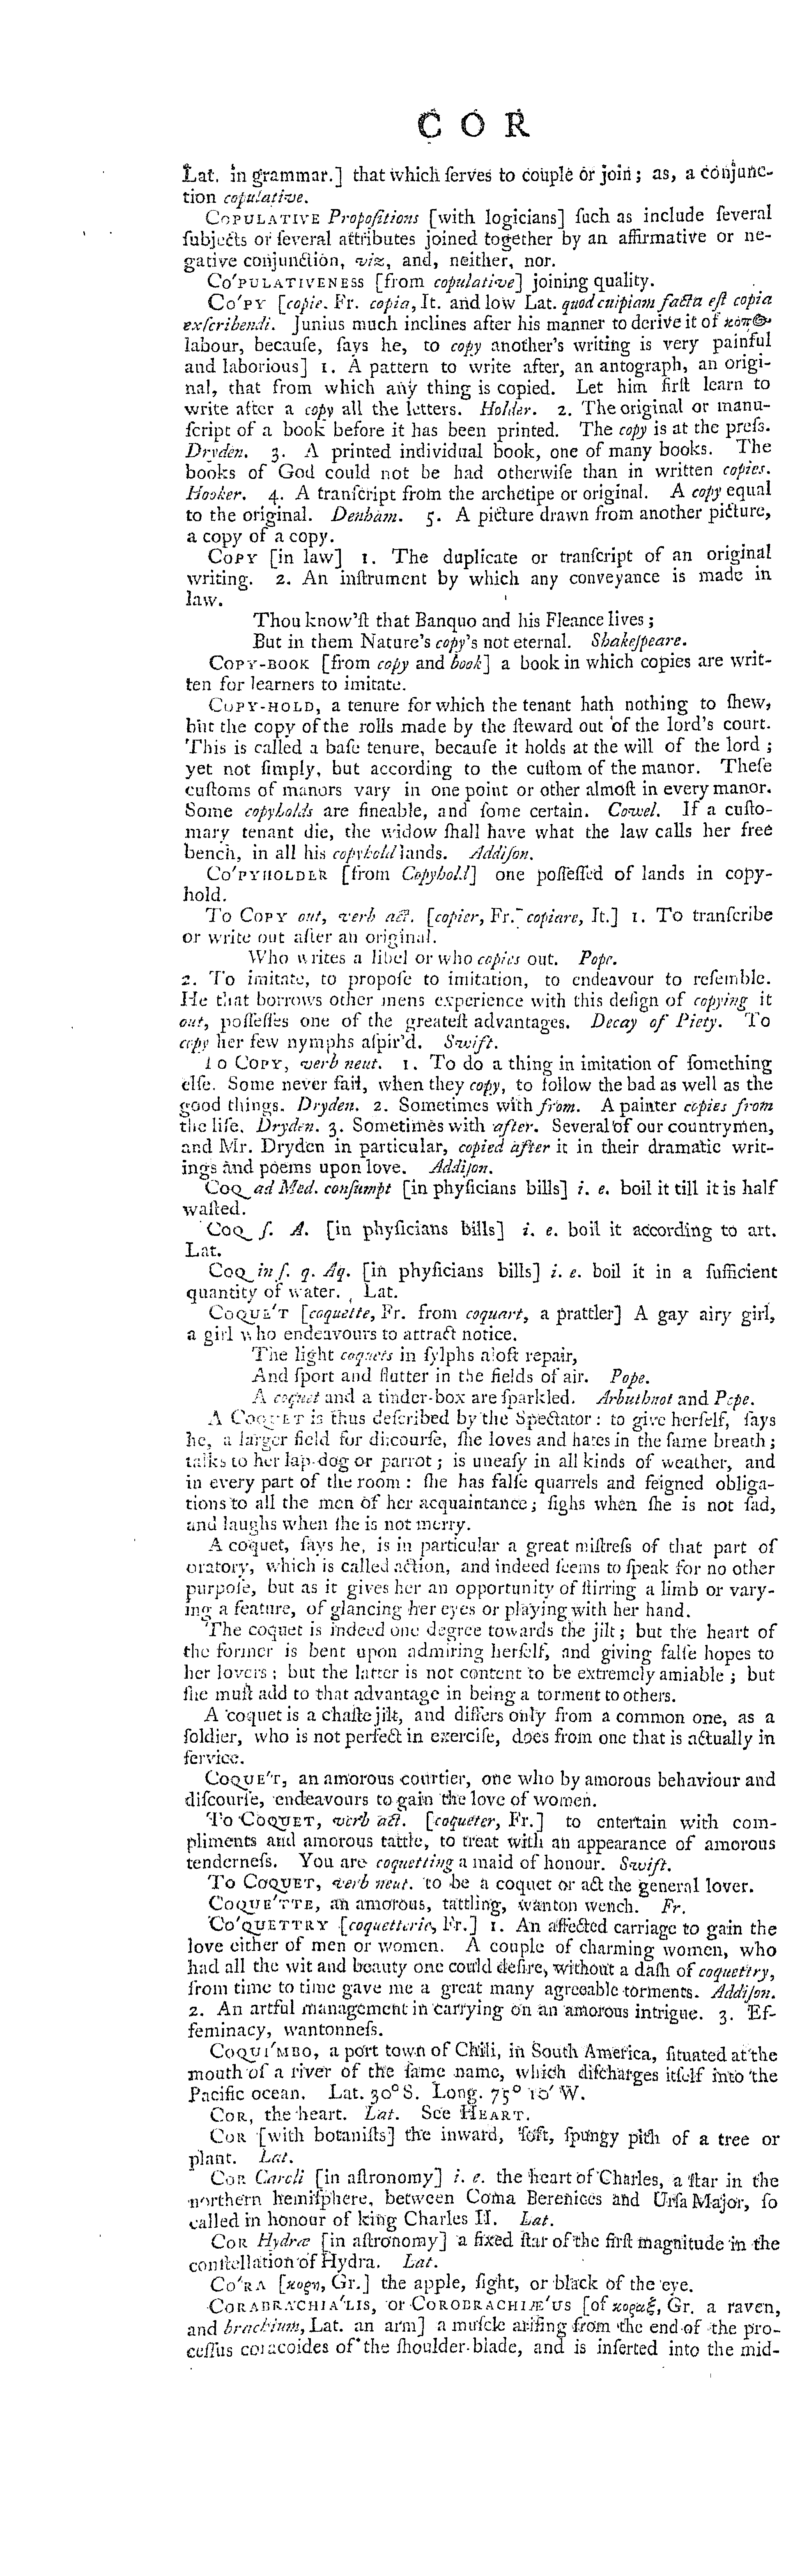 C O R
Lat. in grammar.] that which ſerves to couple or join; as, a conjunc-
tion copulative.
COPULATIVE Propoſitions [with logicians] ſuch as include ſeveral
ſubjects or ſeveral attributes joined together by an affirmative or ne-
gative conjunction, viz, and, neither, nor.
CO'PULATIVENESS [from copulative] joining quality.
CO'PY [copie. Fr. copia, It. and low Lat. quod cuipiam facta eſt copia
exſcribendi. Junius much inclines after his manner to derive it of
labour, becauſe, ſays he, to copy another's writing is very painful
and laborious] 1. A pattern to write after, an antograph, an origi-
nal, that from which any thing is copied. Let him firſt learn to
write after a copy all the letters. Holder. 2. The original or manu-
ſcript of a book before it has been printed. The copy is at the preſs.
Dryden. 3. A printed individual book, one of many books. The
books of God could not be had otherwiſe than in written copies.
Hooker. 4. A tranſcript from the archetipe or original. A copy equal
to the original. Denham. 5. A picture drawn from another picture,
a copy of a copy.
COPY [in law] 1. The duplicate or tranſcript of an original
writing. 2. An inſtrument by which any conveyance is made in
law.
Thou know'ſt that Banquo and his Fleance lives;
But in them Nature's copy's not eternal. Shakeſpeare.
COPY-BOOK [from copy and book] a book in which copies are writ-
ten for learners to imitate.
COPY-HOLD, a tenure for which the tenant hath nothing to ſhew,
but the copy of the rolls made by the ſteward out of the lord's court.
This is called a baſe tenure, becauſe it holds at the will of the lord;
yet not ſimply, but according to the cuſtom of the manor. Theſe
cuſtoms of manors vary in one point or other almoſt in every manor.
Some copyholds are fineable, and ſome certain. Cowel. If a cuſto-
mary tenant die, the widow ſhall have what the law calls her free
bench, in all his copyhold lands. Addiſon.
CO'PYHOLDER [from Copyhold] one poſſeſſed of lands in copy-
hold.
To COPY out, verb act. [copier, Fr. copiare, It.] 1. To tranſcribe
or write out after an original.
Who writes a libel or who copies out. Pope.
2. To imitate, to propoſe to imitation, to endeavour to reſemble.
He that borrows other mens experience with this deſign of copying it
out, poſſeſſes one of the greateſt advantages. Decay of Piety. To
copy her few nymphs aſpir'd. Swift.
To COPY, verb neut. 1. To do a thing in imitation of ſomething
elſe. Some never fail, when they copy, to follow the bad as well as the
good things. Dryden. 2. Sometimes with from. A painter copies from
the life. Dryden. 3. Sometimes with after. Several of our countrymen,
and Mr. Dryden in particular, copied after it in their dramatic writ-
ings and poems upon love. Addiſon.
COQ ad Med. conſumpt [in phyſicians bills] i. e. boil it till it is half
waſted.
COQ ſ. A. [in phyſicians bills] i. e. boil it according to art.
Lat.
COQ in ſ. q. Aq. [in phyſicians bills] i. e. boil it in a ſufficient
quantity of water. Lat.
COQUE'T [coquette, Fr. from coquart, a prattler] A gay airy girl,
a girl who endeavours to attract notice.
The light coquets in ſylphs aloft repair,
And ſport and flutter in the fields of air. Pope.
A coquet and a tinder-box are ſparkled. Arbuthnot and Pope.
A COQUET is thus deſcribed by the Spectator: to give herſelf, ſays
he, a larger field for diſcourſe, ſhe loves and hates in the ſame breath;
talks to her lap-dog or parrot; is uneaſy in all kinds of weather, and
in every part of the room: ſhe has falſe quarrels and feigned obliga-
tions to all the men of her acquaintance; ſighs when ſhe is not ſad,
and laughs when ſhe is not merry.
A coquet, ſays he, is in particular a great miſtreſs of that part of
oratory, which is called action, and indeed ſeems to ſpeak for no other
purpoſe, but as it gives her an opportunity of ſtirring a limb or vary-
ing a feature, of glancing her eyes or playing with her hand.
The coquet is indeed one degree towards the jilt; but the heart of
the former is bent upon admiring herſelf, and giving falſe hopes to
her lovers; but the latter is not content to be extremely amiable; but
ſhe muſt add to that advantage in being a torment to others.
A coquet is a chaſte jilt, and differs only from a common one, as a
ſoldier, who is not perfect in exerciſe, does from one that is actually in
ſervice.
COQUE'T, an amorous courtier, one who by amorous behaviour and
diſcourſe, endeavours to gain the love of women.
To COQUET, verb act. [coqueter, Fr.] to entertain with com-
pliments and amorous tattle, to treat with an appearance of amorous
tenderneſs. You are coquetting a maid of honour. Swift.
To COQUET, verb neut. to be a coquet or act the general lover.
COQUE'TTE, an amorous, tattling, wanton wench. Fr.
CO'QUETTRY [coquetterie, Fr.] 1. An affected carriage to gain the
love either of men or women. A couple of charming women, who
had all the wit and beauty one could deſire, without a daſh of coquettry,
from time to time gave me a great many agreeable torments. Addiſon.
2. An artful management in carrying on an amorous intrigue. 3. Ef-
feminacy, wantonneſs.
COQUI'MBO, a port town of Chili, in South America, ſituated at the
mouth of a river of the ſame name, which diſcharges itſelf into the
Pacific ocean. Lat. 30° S. Long. 75° 10' W.
COR, the heart. Lat. See HEART.
COR [with botaniſts] the inward, ſoft, ſpungy pith of a tree or
plant. Lat.
COR Caroli [in aſtronomy] i. e. the heart of Charles, a ſtar in the
northern hemiſphere, between Coma Berenices and Urſa Major, ſo
called in honour of king Charles II. Lat.
COR Hydræ [in aſtronomy] a fixed ſtar of the firſt magnitude in the
conſtellation of Hydra. Lat.
CO'RA [κορη, Gr.] the apple, ſight, or black of the eye.
CORABRACHIA'LIS, or COROBRACHIÆ'US [of κοραξ, Gr. a raven,
and brachium, Lat. an arm] a muſcle ariſing from the end of the pro-
ceſſus coracoides of the ſhoulder-blade, and is inſerted into the mid-